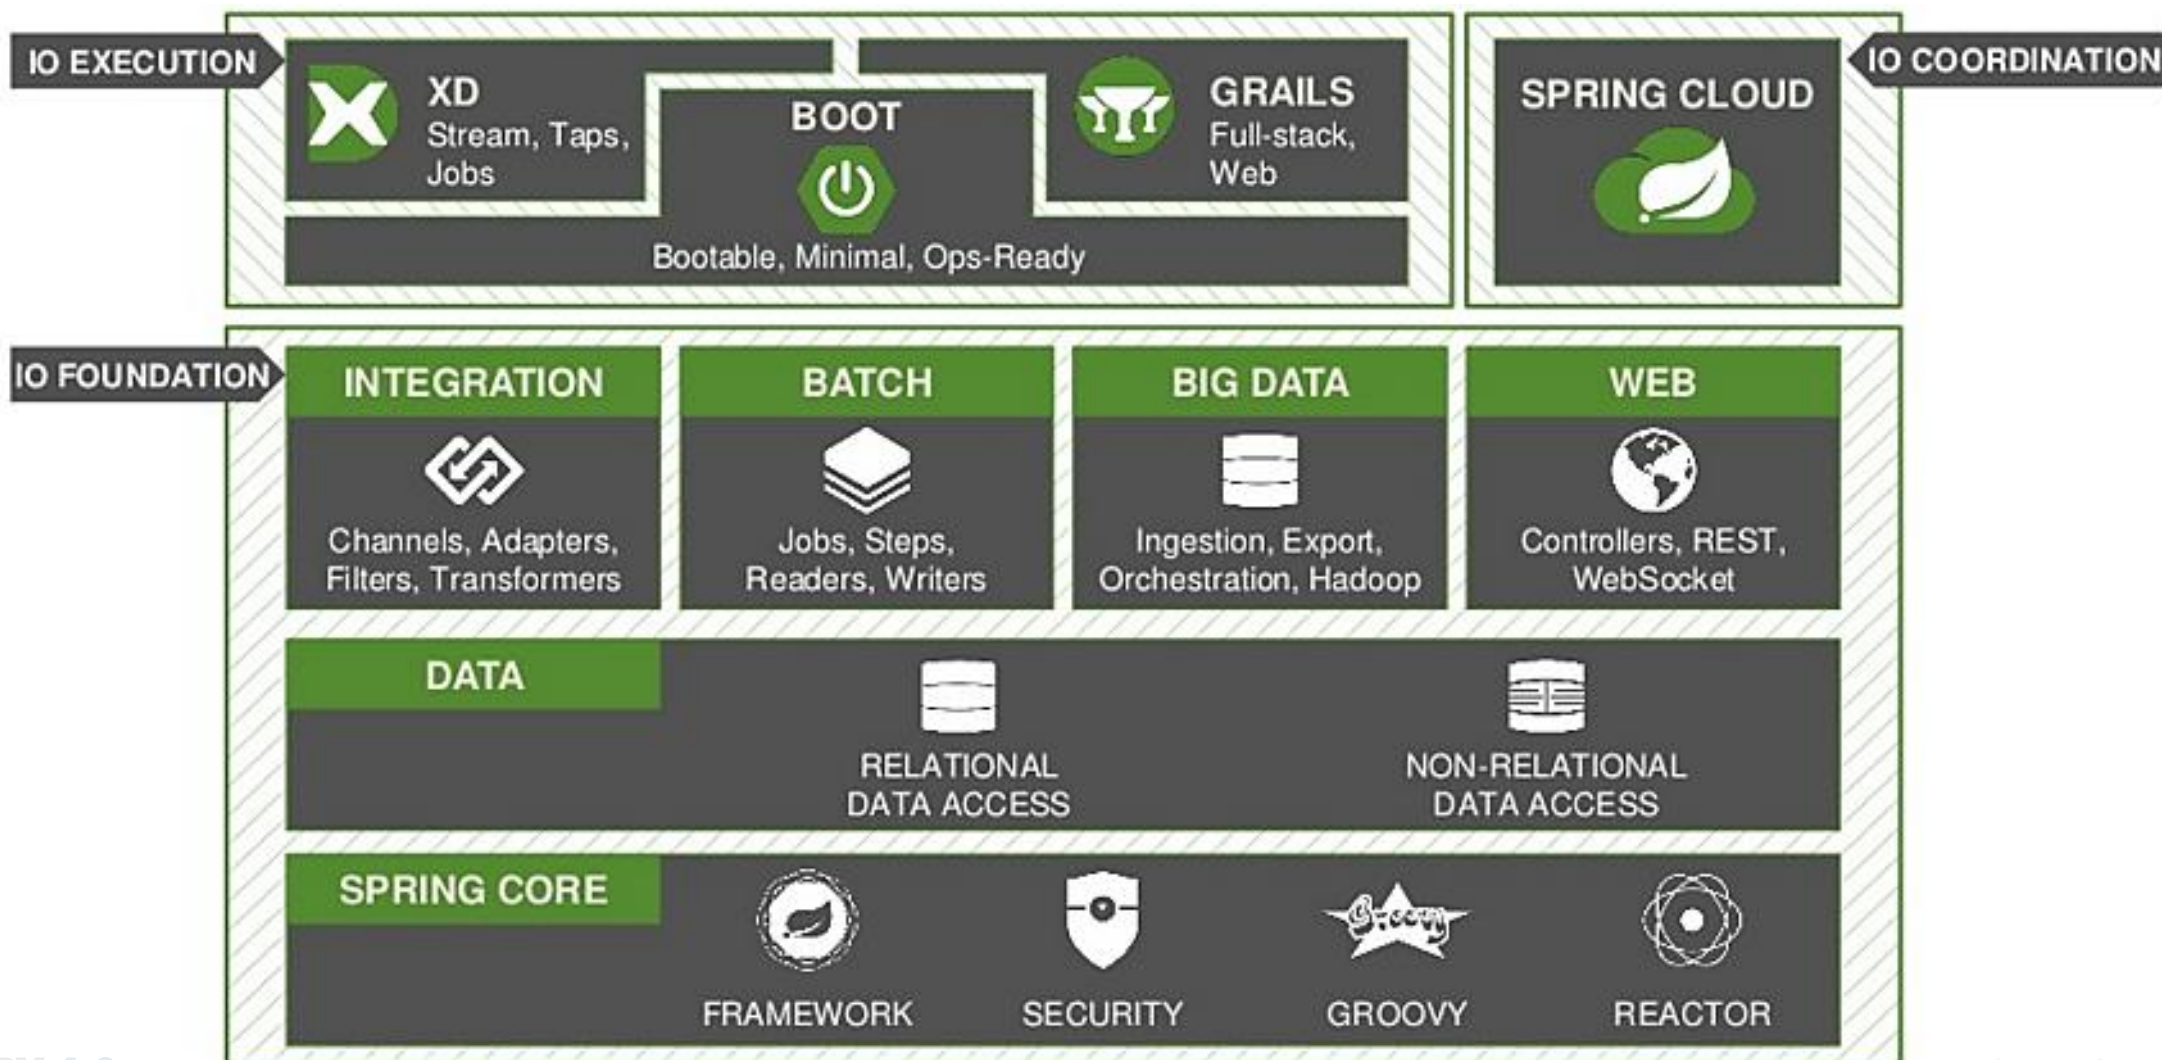 IO EXECUTION
XD
Stream, Taps,
Jobs
BOOT
Bootable, Minimal, Ops-Ready
GRAILS
Full-stack,
Web
SPRING CLOUD
IO COORDINATION
IO FOUNDATION
INTEGRATION
Channels, Adapters,
Filters, Transformers
BATCH
Jobs, Steps,
Readers, Writers
BIG DATA
Ingestion, Export,
Orchestration, Hadoop
WEB
Controllers, REST,
WebSocket
DATA
RELATIONAL
DATA ACCESS
NON-RELATIONAL
DATA ACCESS
SPRING CORE
FRAMEWORK
SECURITY
Groovy
GROOVY
REACTOR